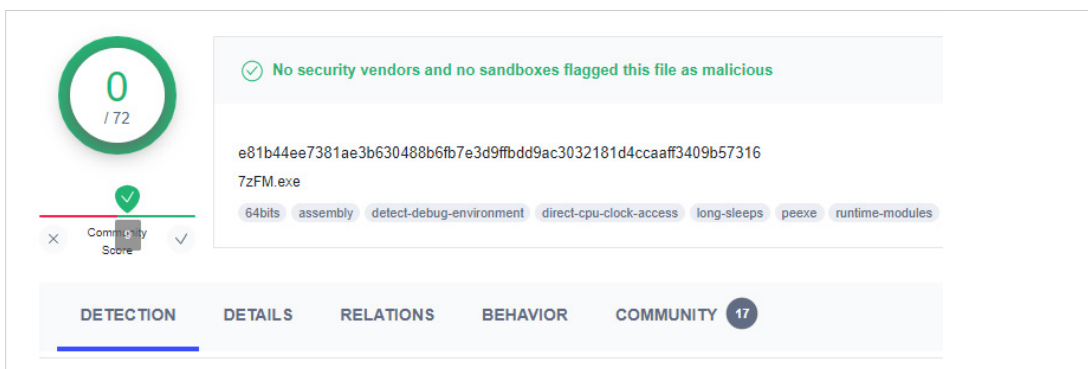 0
/ 72
Community
Score
No security vendors and no sandboxes flagged this file as malicious
e81b44ee7381ae3b630488b6fb7e3d9ffbdd9ac3032181d4ccaaff3409b57316
7zFM.exe
64bits assembly detect-debug-environment direct-cpu-clock-access long-sleeps peexe runtime-modules
DETECTION DETAILS RELATIONS BEHAVIOR COMMUNITY 17